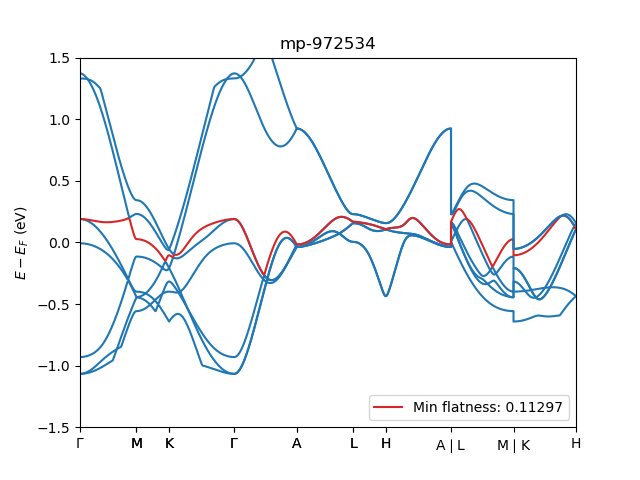 mp-972534
E − E_F (eV)
1.5
1.0
0.5
0.0
−0.5
−1.0
−1.5
Min flatness: 0.11297
Γ M K Γ A L H A | L M | K H